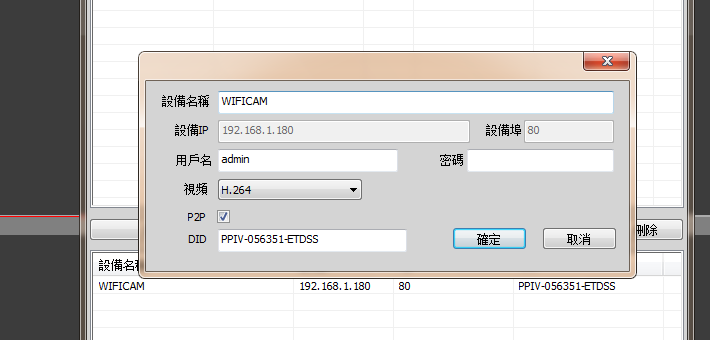 設備名稱 WIFICAM
設備IP 192.168.1.180 設備埠 80
用戶名 admin 密碼
視頻 H.264
P2P
DID PPIV-056351-ETDSS 確定 取消
刪除
設備名稱
WIFICAM 192.168.1.180 80 PPIV-056351-ETDSS